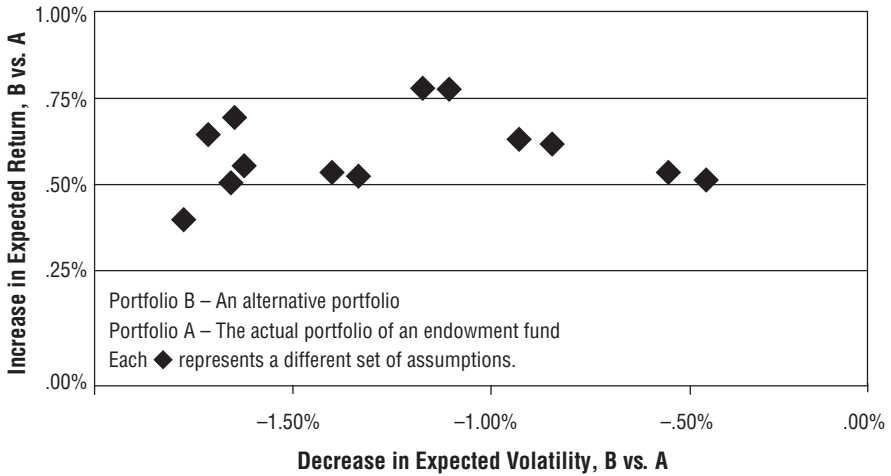 Increase in Expected Return, B vs. A
1.00%
.75%
.50%
.25%
.00%
Portfolio B – An alternative portfolio
Portfolio A – The actual portfolio of an endowment fund
Each ◆ represents a different set of assumptions.
–1.50%
–1.00%
–.50%
.00%
Decrease in Expected Volatility, B vs. A